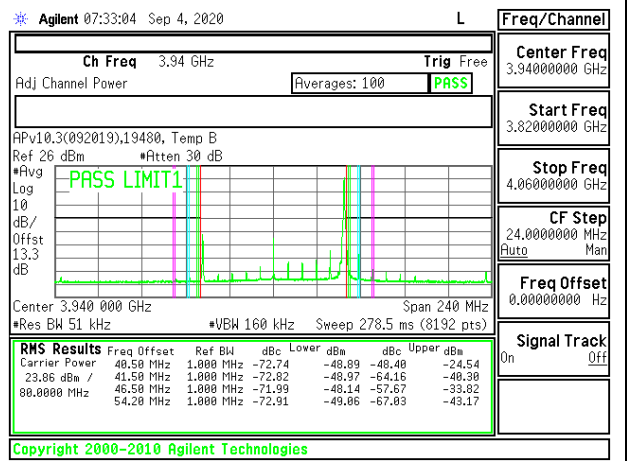 Agilent 07:33:04 Sep 4, 2020 L
Freq/Channel
Ch Freq 3.94 GHz Trig Free
Adj Channel Power Averages: 100 PASS
APv10.3(092019),19480, Temp B
Ref 26 dBm #Atten 30 dB
#Avg
Log
10
dB/
Offst
13.3
dB
PASS LIMIT1
Center 3.940 000 GHz Span 240 MHz
#Res BW 51 kHz #VBW 160 kHz Sweep 278.5 ms (8192 pts)
RMS Results Freq Offset Ref BW dBc Lower dBm dBc Upper dBm
Carrier Power 40.50 MHz 1.000 MHz -72.74 -48.89 -48.40 -24.54
23.86 dBm / 41.50 MHz 1.000 MHz -72.82 -48.97 -64.16 -40.30
80.0000 MHz 46.50 MHz 1.000 MHz -71.99 -48.14 -57.67 -33.82
54.20 MHz 1.000 MHz -72.91 -49.06 -67.03 -43.17
Copyright 2000-2010 Agilent Technologies
Center Freq
3.94000000 GHz
Start Freq
3.82000000 GHz
Stop Freq
4.06000000 GHz
CF Step
24.0000000 MHz
Auto Man
Freq Offset
0.00000000 Hz
Signal Track
On Off